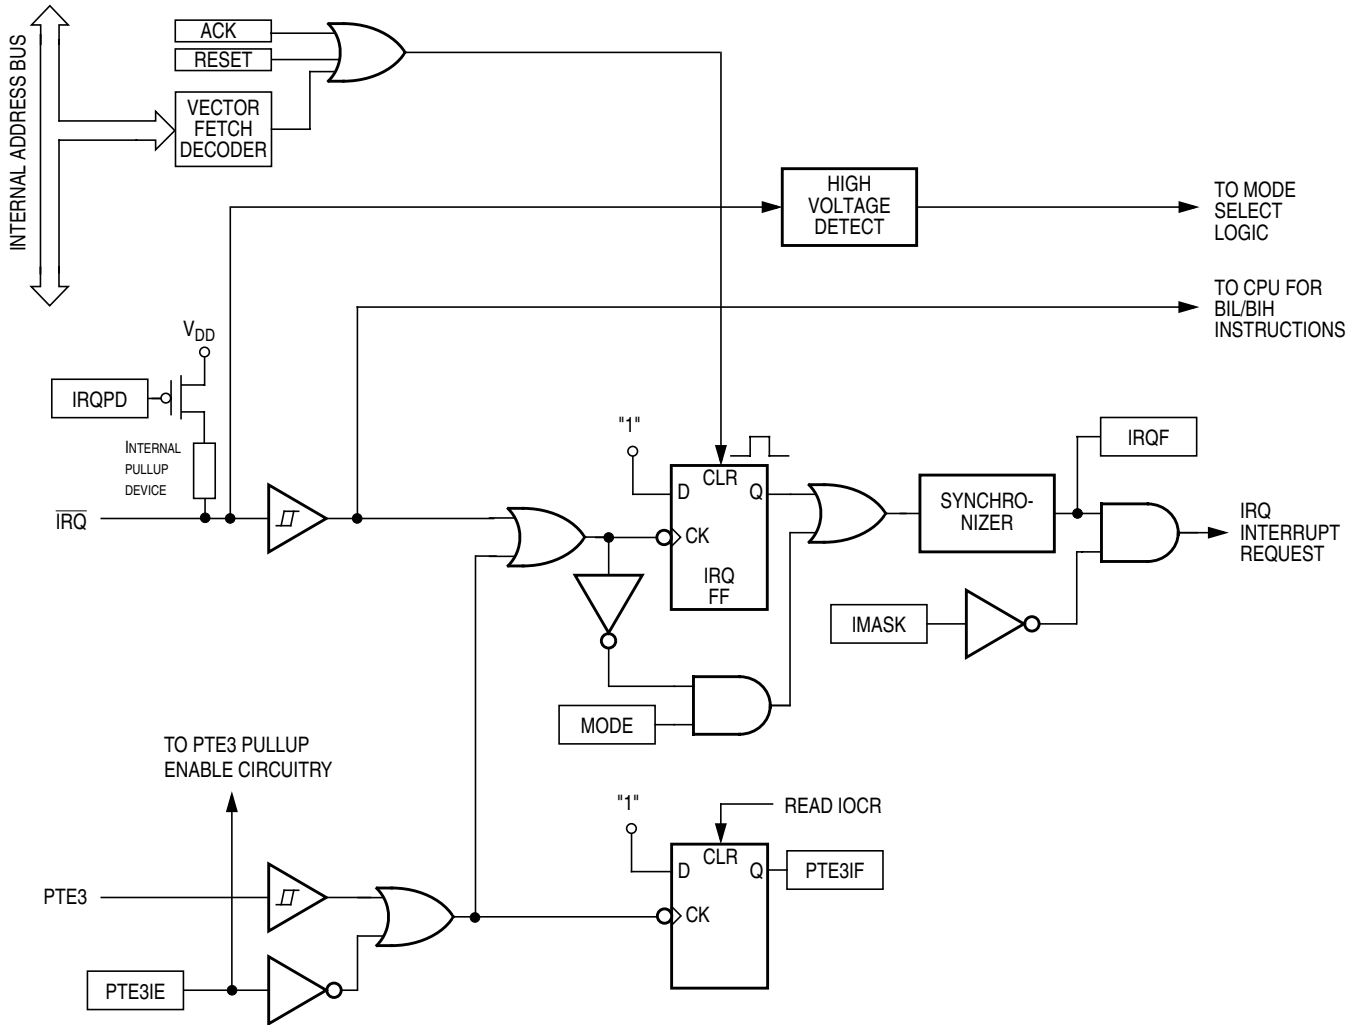 INTERNAL ADDRESS BUS
ACK
RESET
VECTOR
FETCH
DECODER
HIGH
VOLTAGE
DETECT
TO MODE
SELECT
LOGIC
TO CPU FOR
BIL/BIH
INSTRUCTIONS
VDD
IRQPD
INTERNAL
PULLUP
DEVICE
IRQ
"1"
D
CLR
Q
CK
IRQ
FF
SYNCHRO-
NIZER
IRQF
IRQ
INTERRUPT
REQUEST
IMASK
MODE
TO PTE3 PULLUP
ENABLE CIRCUITRY
"1"
READ IOCR
D
CLR
Q
CK
PTE3IF
PTE3
PTE3IE